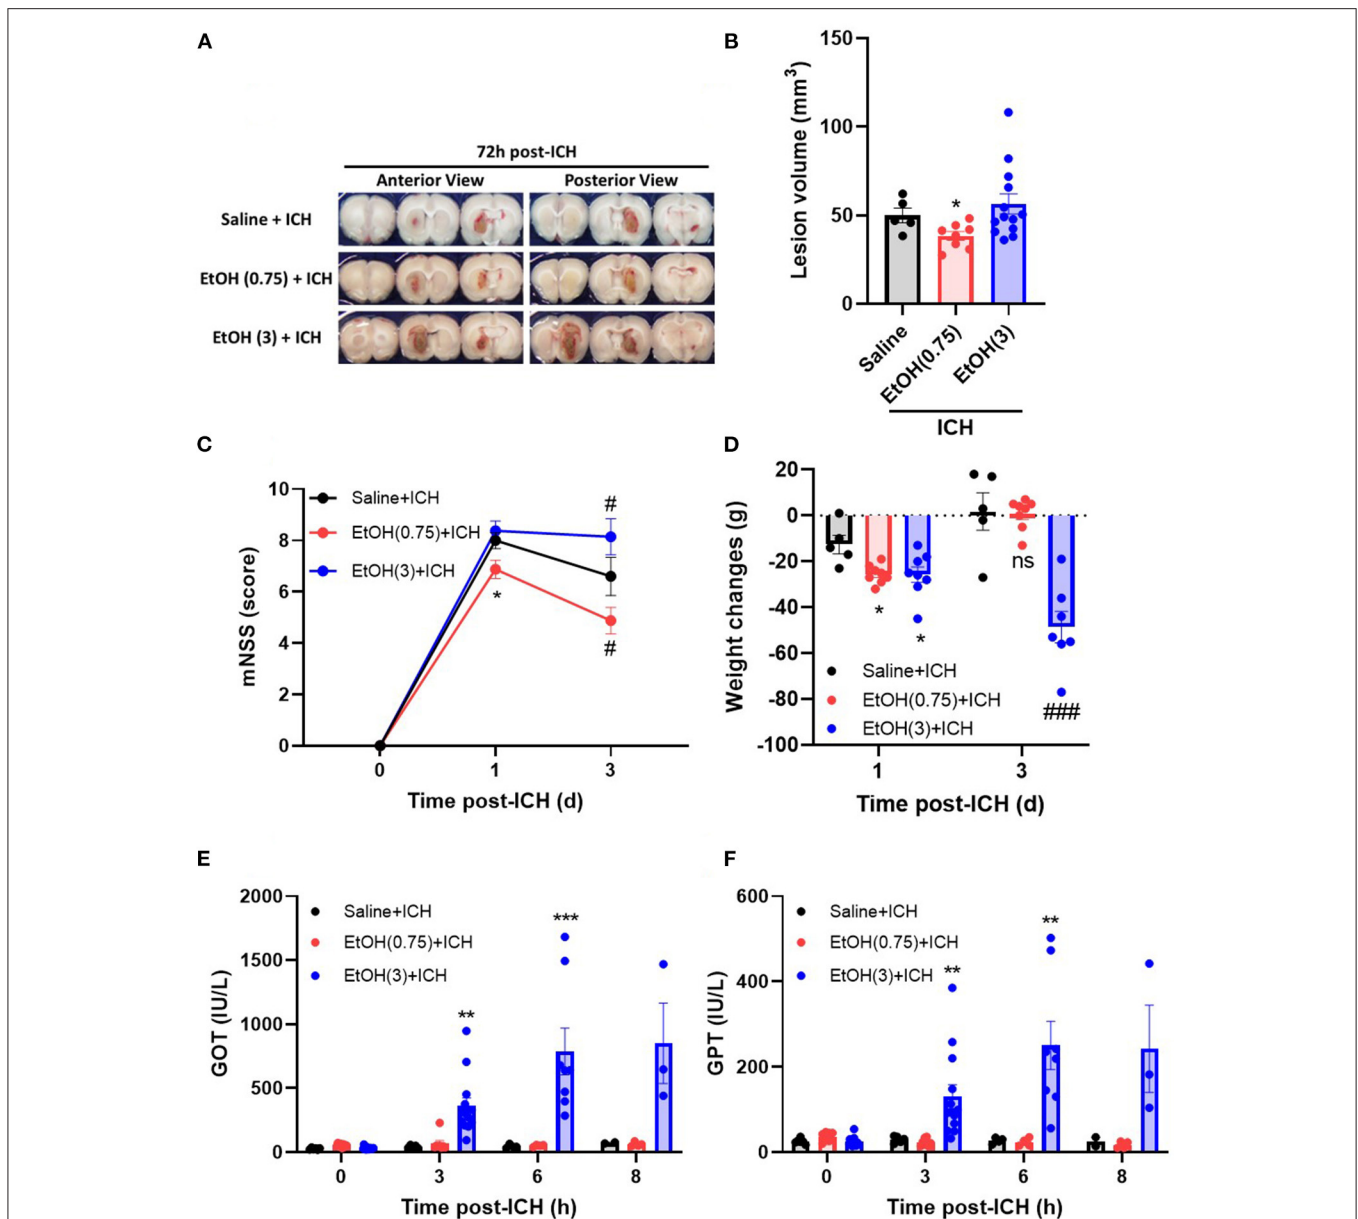 A
72h post-ICH
Anterior View Posterior View
Saline + ICH
EtOH (0.75) + ICH
EtOH (3) + ICH
B
Lesion volume (mm³)
150
100
50
0
*
Saline
EtOH(0.75)
EtOH(3)
ICH
C
mNSS (score)
10
8
6
4
2
0
Saline+ICH
EtOH(0.75)+ICH
EtOH(3)+ICH
#
*
#
0 1 3
Time post-ICH (d)
D
Weight changes (g)
20
0
-20
-40
-60
-80
-100
*
*
ns
###
Saline+ICH
EtOH(0.75)+ICH
EtOH(3)+ICH
1 3
Time post-ICH (d)
E
GOT (IU/L)
2000
1500
1000
500
0
Saline+ICH
EtOH(0.75)+ICH
EtOH(3)+ICH
**
***
0 3 6 8
Time post-ICH (h)
F
GPT (IU/L)
600
400
200
0
Saline+ICH
EtOH(0.75)+ICH
EtOH(3)+ICH
**
**
0 3 6 8
Time post-ICH (h)